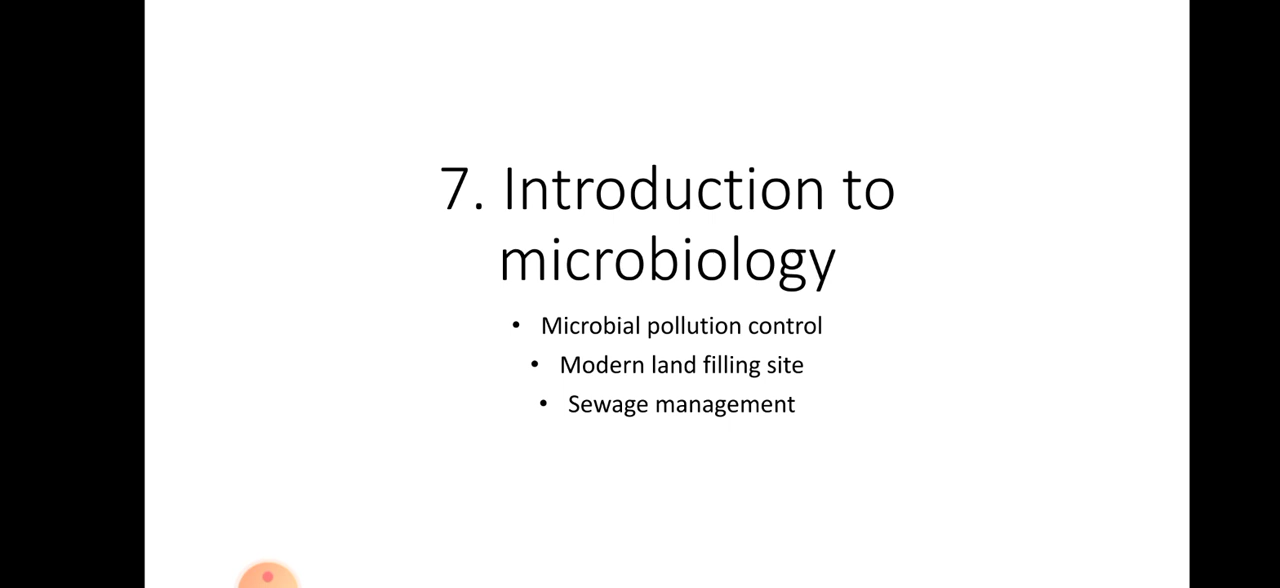 7. Introduction to
microbiology
• Microbial pollution control
• Modern land filling site
• Sewage management